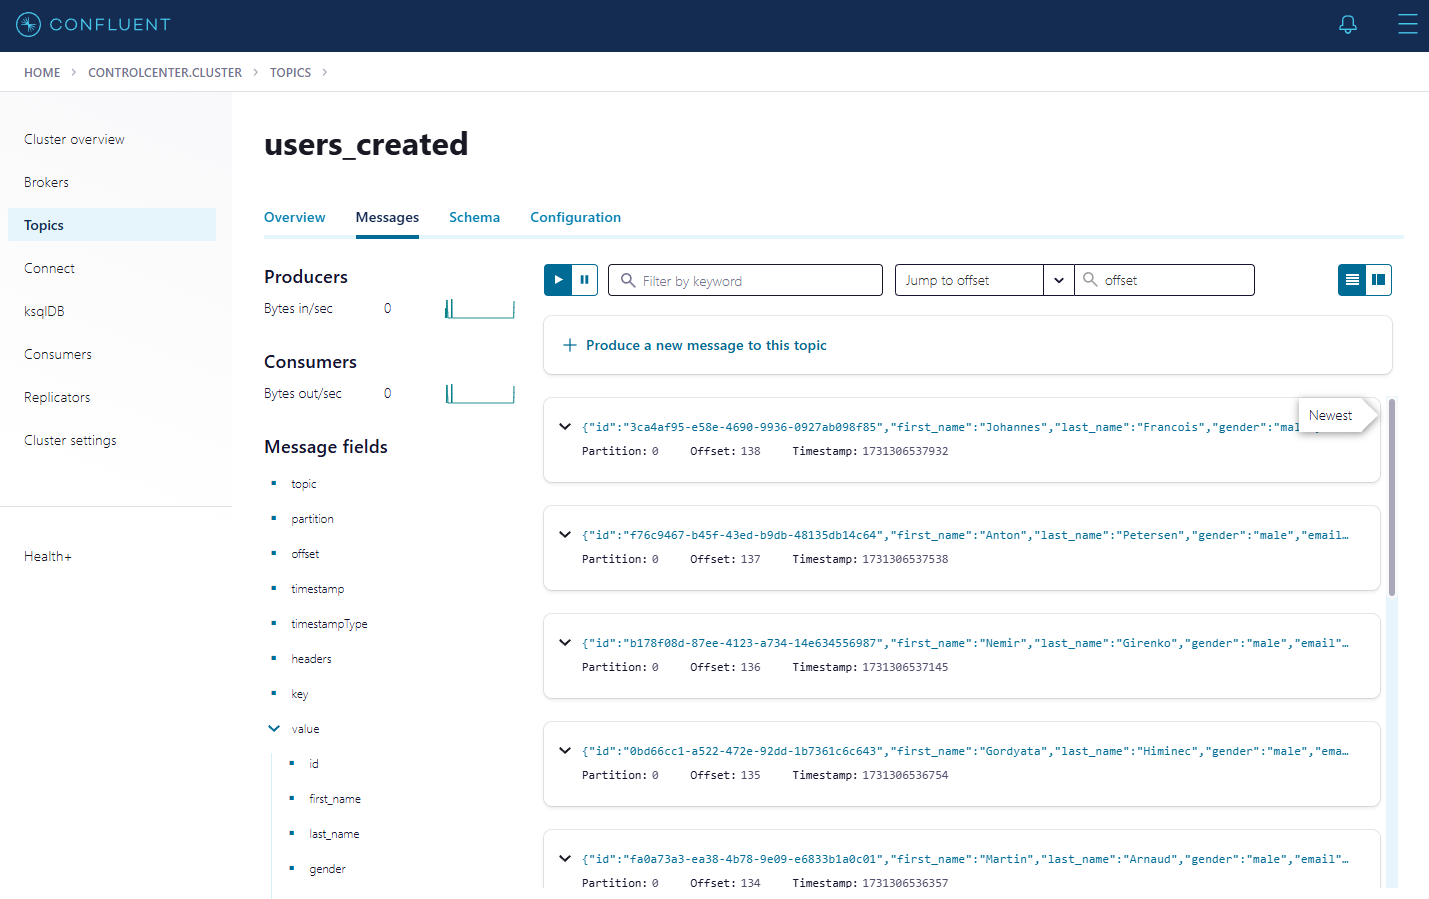 CONFLUENT
HOME > CONTROLCENTER.CLUSTER > TOPICS >
Cluster overview
Brokers
Topics
Connect
ksqlDB
Consumers
Replicators
Cluster settings
Health+
users_created
Overview Messages Schema Configuration
Producers
Bytes in/sec 0
Consumers
Bytes out/sec 0
Message fields
topic
partition
offset
timestamp
timestampType
headers
key
value
id
first_name
last_name
gender
Filter by keyword
Jump to offset
offset
Produce a new message to this topic
Newest
{"id":"3ca4af95-e58e-4690-9936-0927ab098f85","first_name":"Johannes","last_name":"Francois","gender":"mal
Partition: 0 Offset: 138 Timestamp: 1731306537932
{"id":"f76c9467-b45f-43ed-b9db-48135db14c64","first_name":"Anton","last_name":"Petersen","gender":"male","email…
Partition: 0 Offset: 137 Timestamp: 1731306537538
{"id":"b178f08d-87ee-4123-a734-14e634556987","first_name":"Nemir","last_name":"Girenko","gender":"male","email"…
Partition: 0 Offset: 136 Timestamp: 1731306537145
{"id":"0bd66cc1-a522-472e-92dd-1b7361c6c643","first_name":"Gordyata","last_name":"Himinec","gender":"male","ema…
Partition: 0 Offset: 135 Timestamp: 1731306536754
{"id":"fa0a73a3-ea38-4b78-9e09-e6833b1a0c01","first_name":"Martin","last_name":"Arnaud","gender":"male","email"…
Partition: 0 Offset: 134 Timestamp: 1731306536357